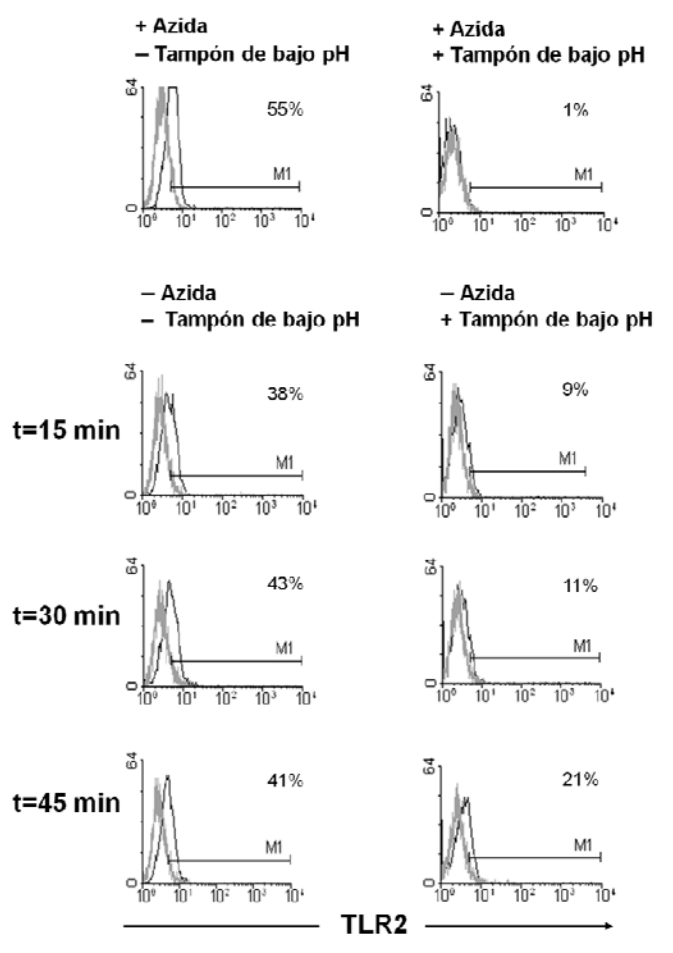 + Azida
– Tampón de bajo pH
+ Azida
+ Tampón de bajo pH
64
55%
M1
0
10⁰ 10¹ 10² 10³ 10⁴
64
1%
M1
0
10⁰ 10¹ 10² 10³ 10⁴
– Azida
– Tampón de bajo pH
– Azida
+ Tampón de bajo pH
t=15 min
64
38%
M1
0
10⁰ 10¹ 10² 10³ 10⁴
64
9%
M1
0
10⁰ 10¹ 10² 10³ 10⁴
t=30 min
64
43%
M1
0
10⁰ 10¹ 10² 10³ 10⁴
64
11%
M1
0
10⁰ 10¹ 10² 10³ 10⁴
t=45 min
64
41%
M1
0
10⁰ 10¹ 10² 10³ 10⁴
64
21%
M1
0
10⁰ 10¹ 10² 10³ 10⁴
TLR2